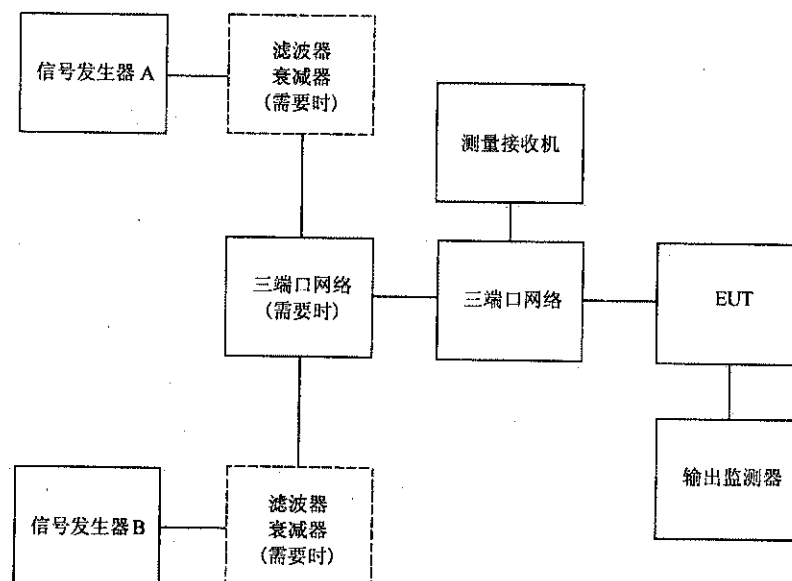 信号发生器 A
滤波器
衰减器
(需要时)
测量接收机
三端口网络
(需要时)
三端口网络
EUT
信号发生器B
滤波器
衰减器
(需要时)
输出监测器